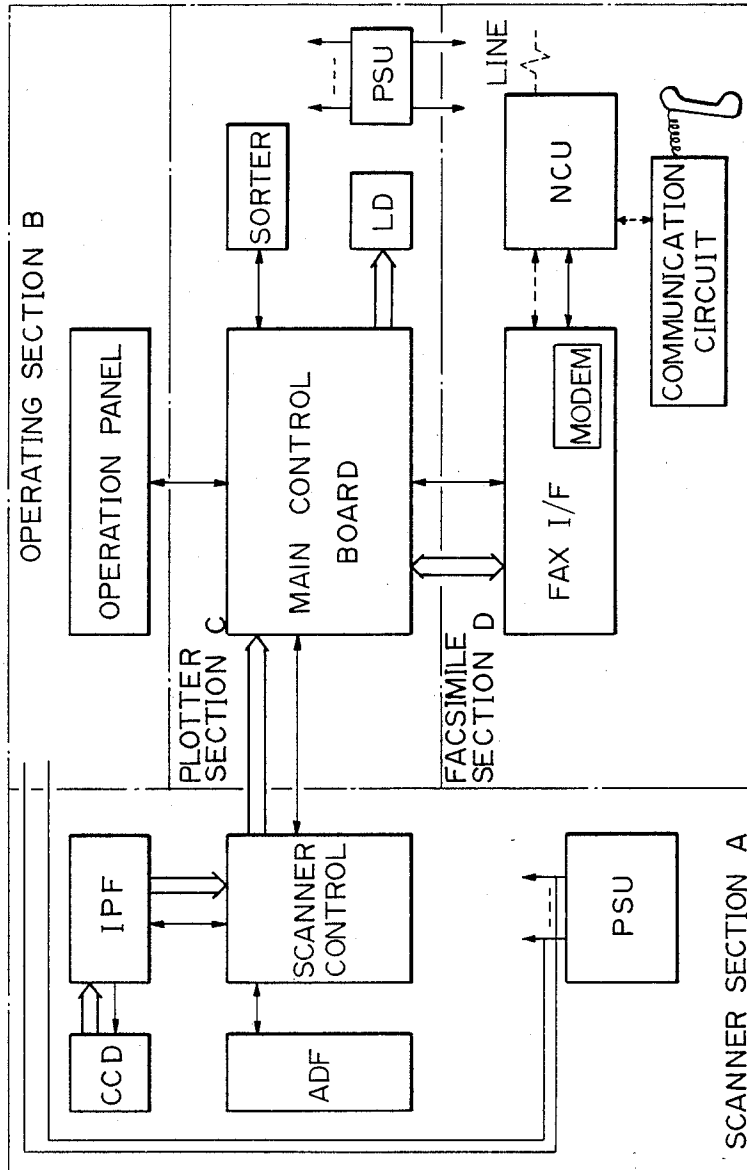 OPERATING SECTION B
OPERATION PANEL
CCD
IPF
PLOTTER
SECTION C
ADF
SCANNER
CONTROL
MAIN CONTROL
BOARD
SORTER
LD
PSU
FACSIMILE
SECTION D
LINE
PSU
FAX I/F
MODEM
NCU
COMMUNICATION
CIRCUIT
SCANNER SECTION A